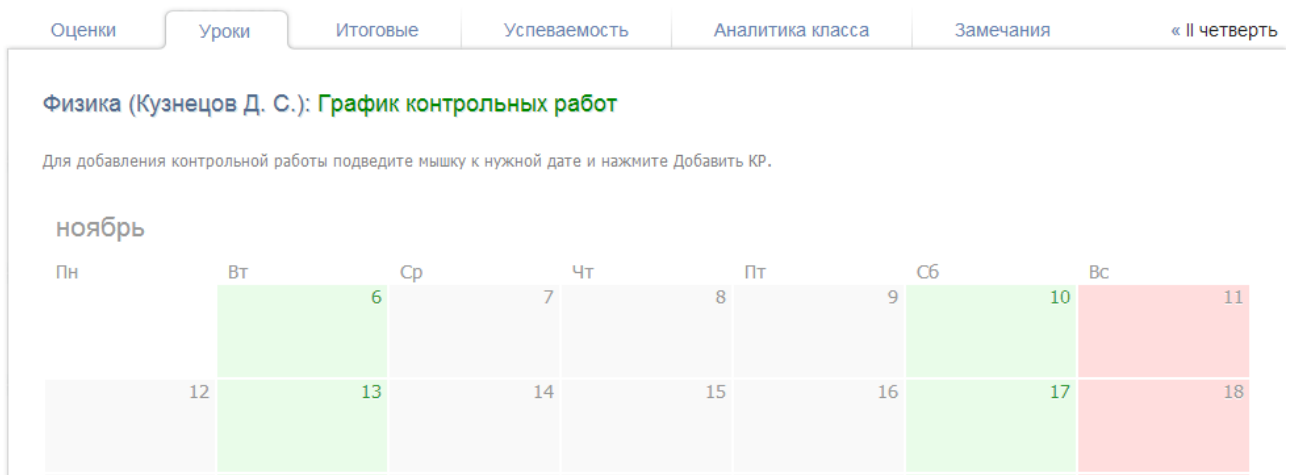 Оценки Уроки Итоговые Успеваемость Аналитика класса Замечания « II четверть
Физика (Кузнецов Д. С.): График контрольных работ
Для добавления контрольной работы подведите мышку к нужной дате и нажмите Добавить КР.
ноябрь
Пн Вт Ср Чт Пт Сб Вс
6 7 8 9 10 11
12 13 14 15 16 17 18